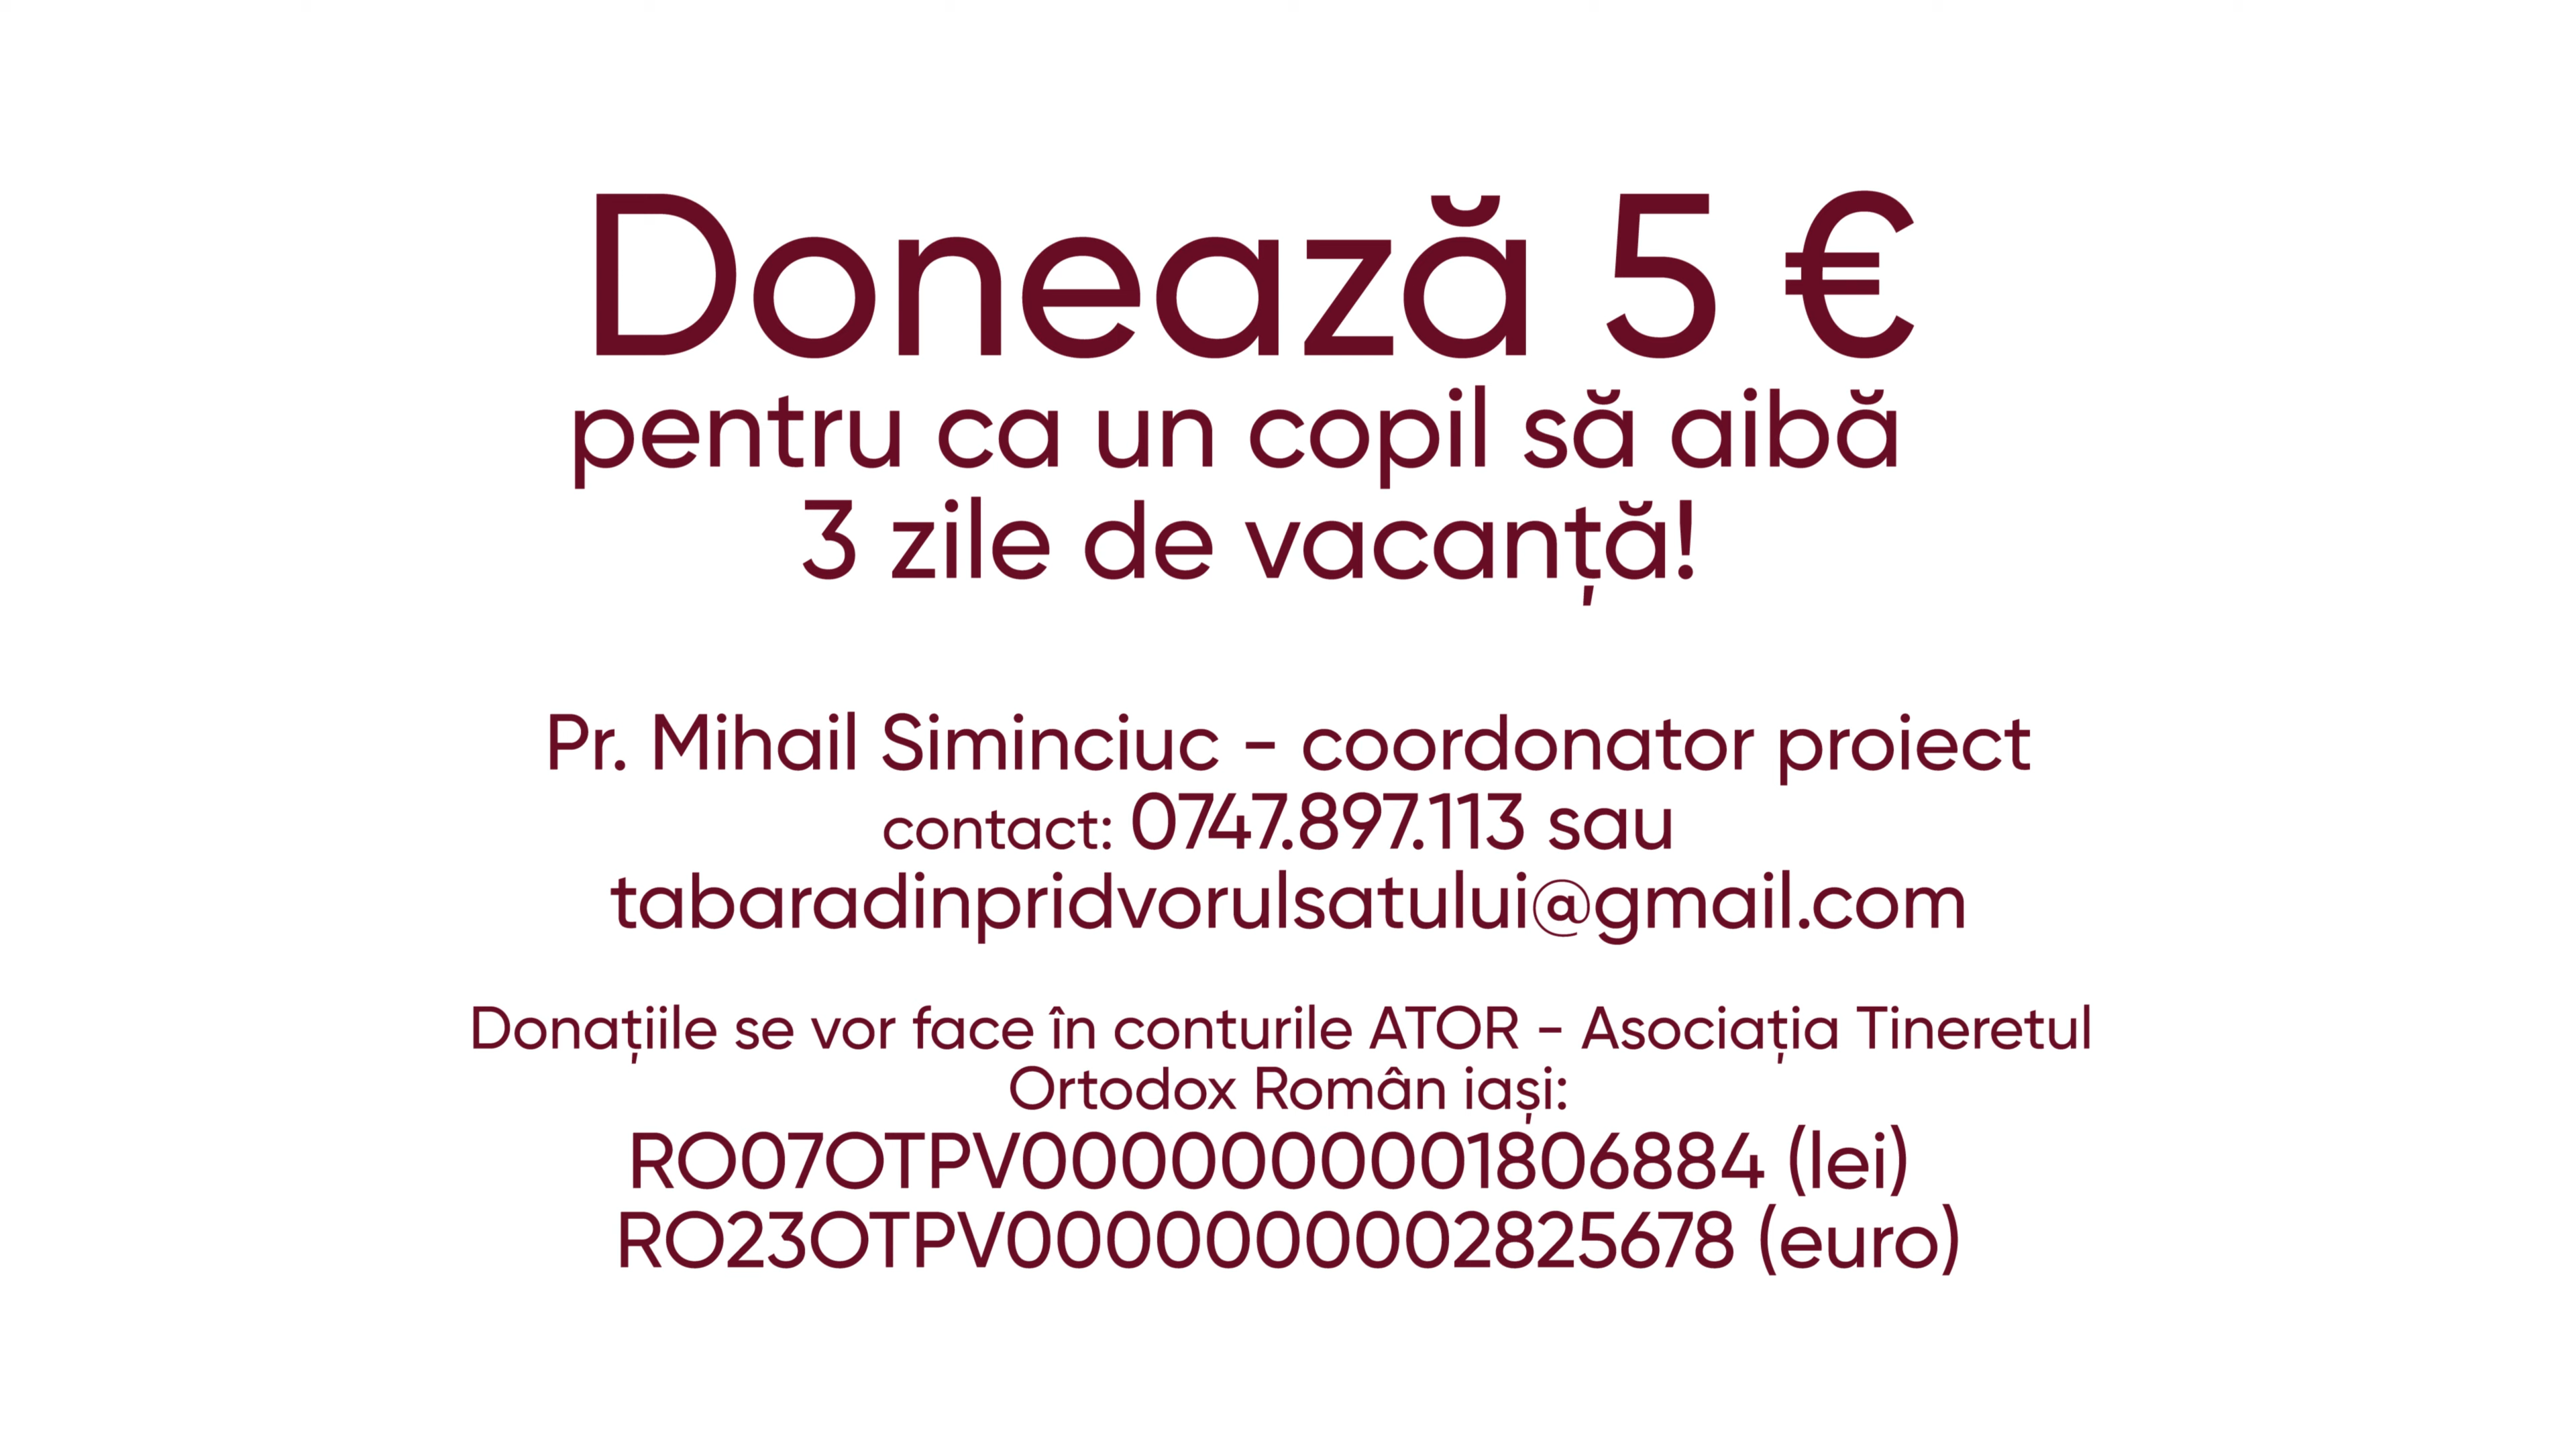 Donează 5 €
pentru ca un copil să aibă
3 zile de vacanță!
Pr. Mihail Siminciuc - coordonator proiect
contact: 0747.897.113 sau
tabaradinpridvorulsatului@gmail.com
Donațiile se vor face în conturile ATOR - Asociația Tineretul
Ortodox Român iași:
RO07OTPV0000000001806884 (lei)
RO23OTPV0000000002825678 (euro)